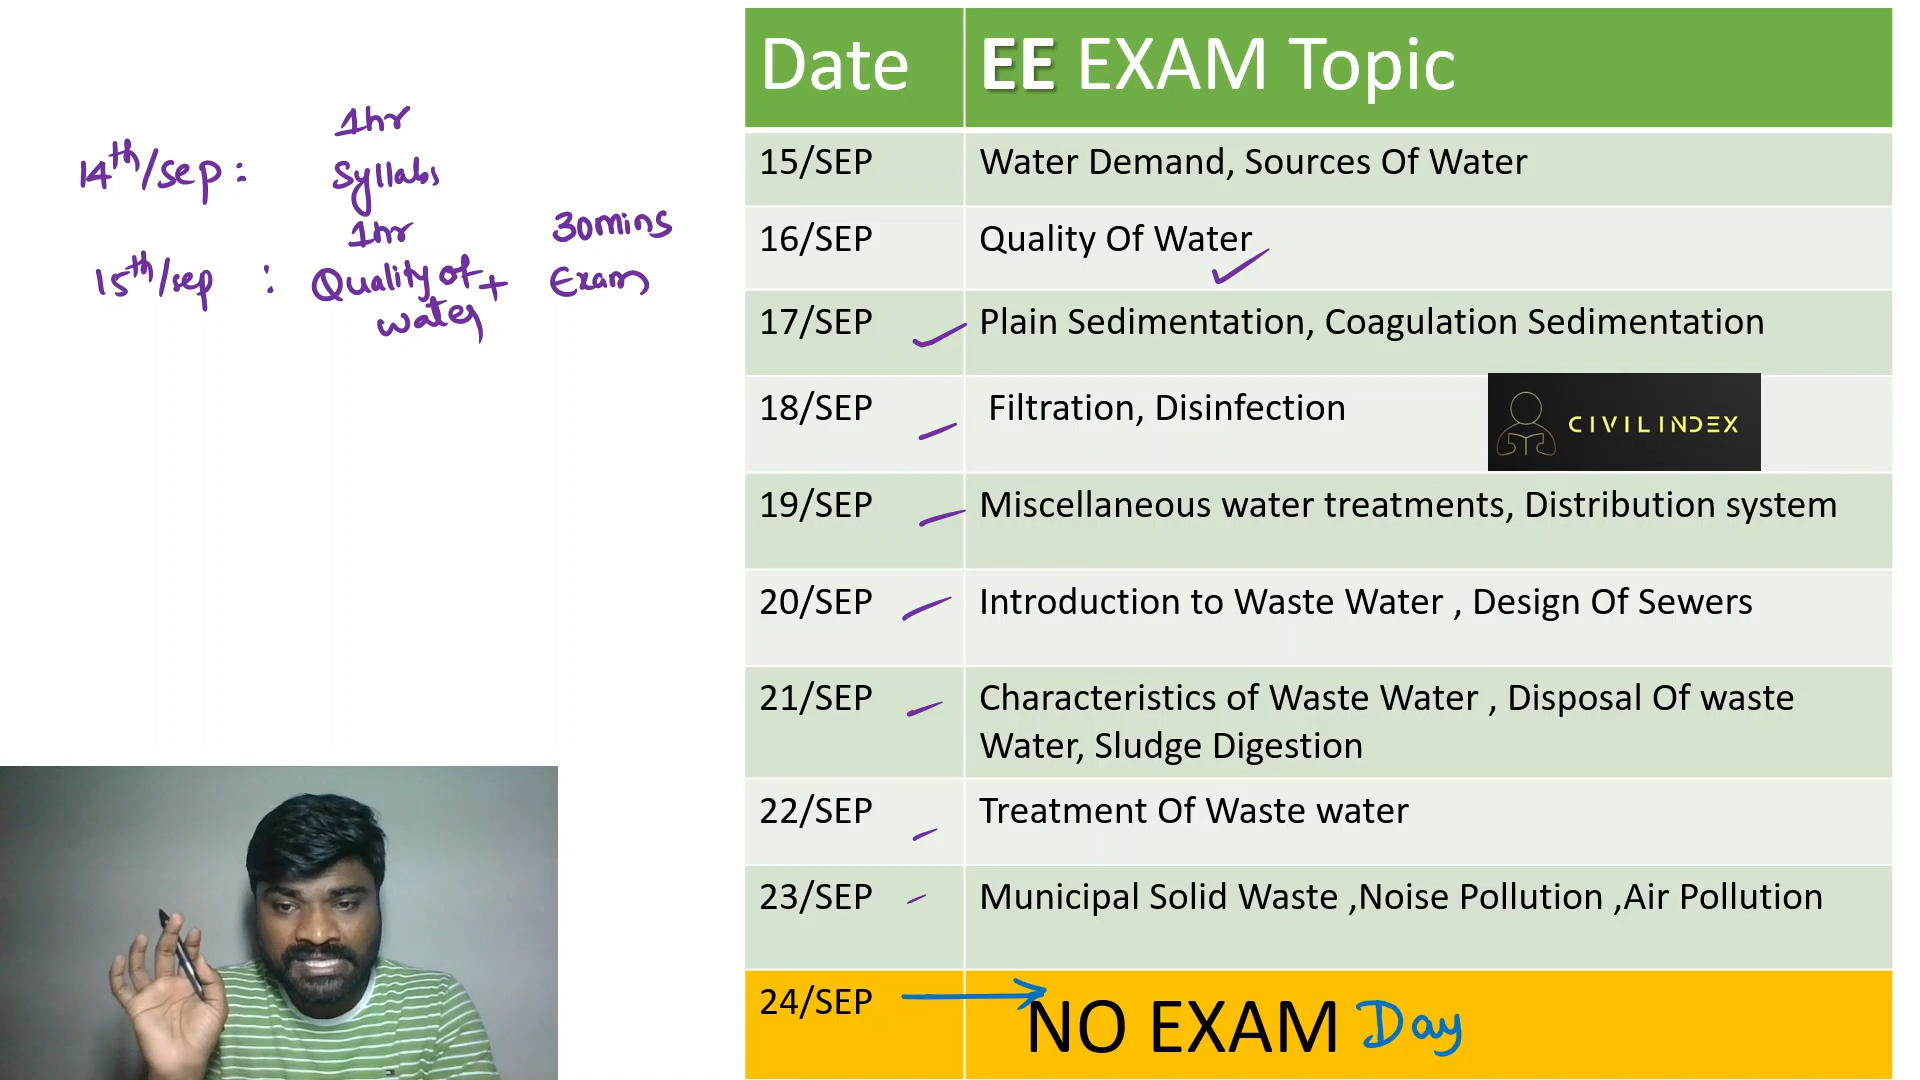 1hr
14th/sep : Syllabs
1hr 30mins
15th/sep : Quality of + Exam
water
Date EE EXAM Topic
15/SEP Water Demand, Sources Of Water
16/SEP Quality Of Water
17/SEP Plain Sedimentation, Coagulation Sedimentation
18/SEP Filtration, Disinfection
CIVILINDEX
19/SEP Miscellaneous water treatments, Distribution system
20/SEP Introduction to Waste Water , Design Of Sewers
21/SEP Characteristics of Waste Water , Disposal Of waste
Water, Sludge Digestion
22/SEP Treatment Of Waste water
23/SEP Municipal Solid Waste ,Noise Pollution ,Air Pollution
24/SEP NO EXAM Day